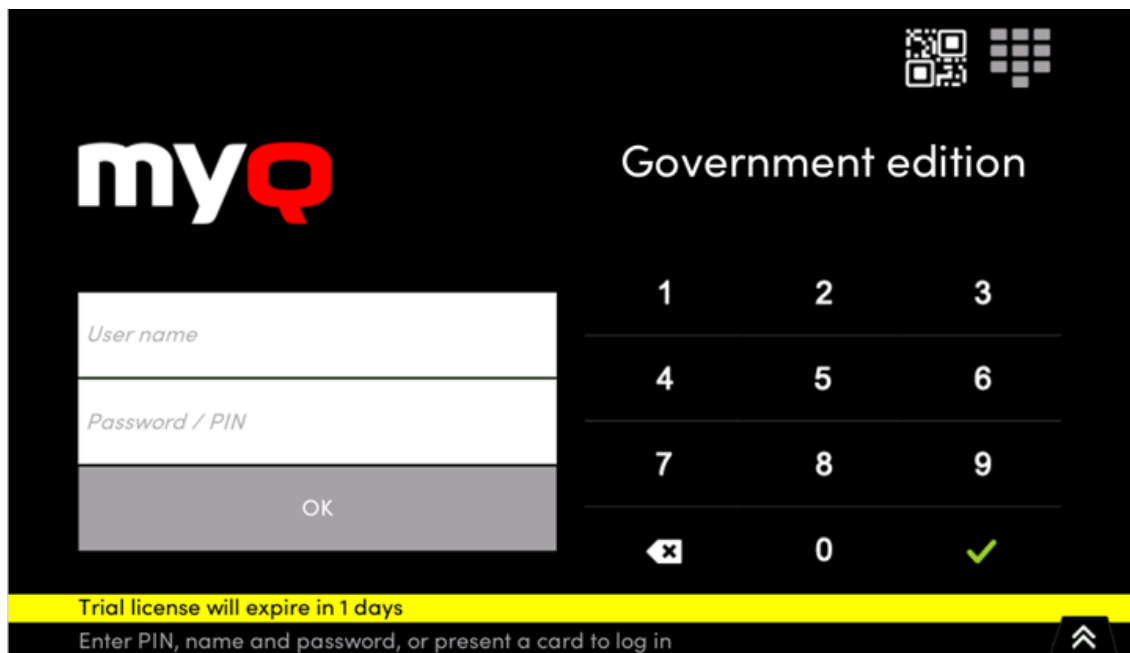 myQ
Government edition
User name
Password / PIN
OK
1 2 3
4 5 6
7 8 9
0
Trial license will expire in 1 days
Enter PIN, name and password, or present a card to log in